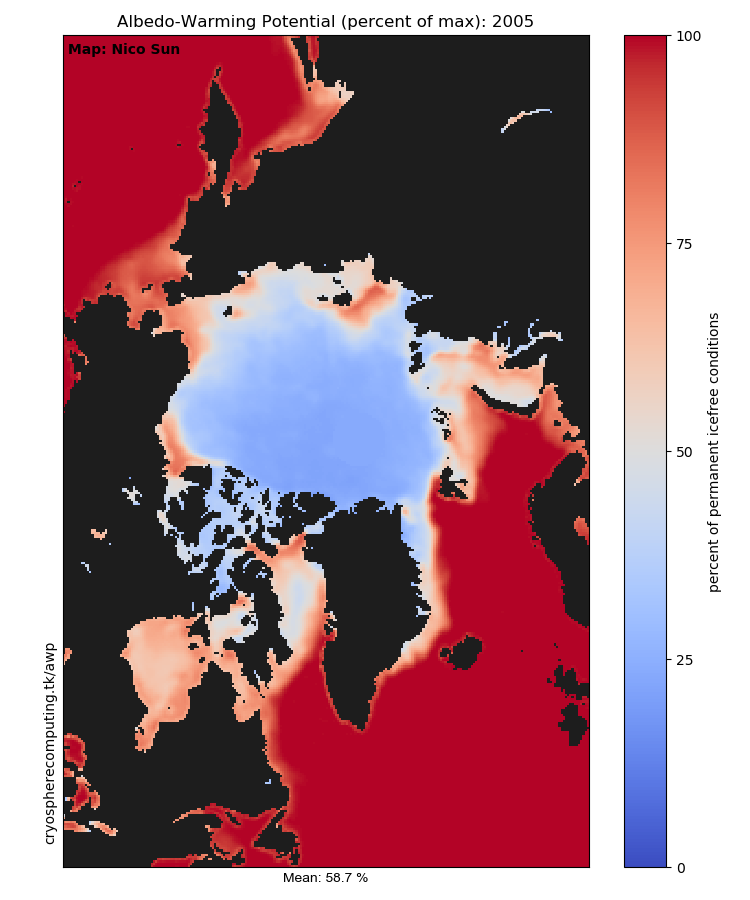 Albedo-Warming Potential (percent of max): 2005
Map: Nico Sun
100
75
50
25
0
percent of permanent icefree conditions
cryospherecomputing.tk/awp
Mean: 58.7 %